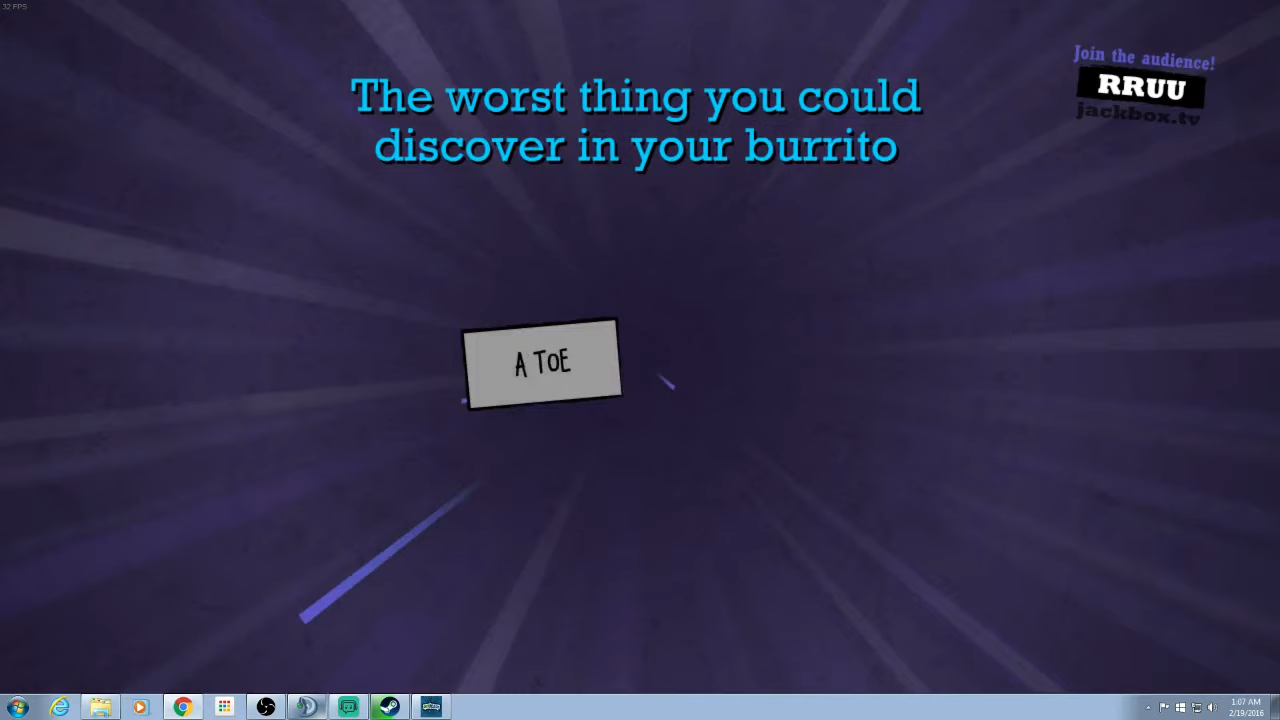 32 FPS
Join the audience!
RRUU
jackbox.tv
The worst thing you could
discover in your burrito
A TOE
1:07 AM
2/19/2016